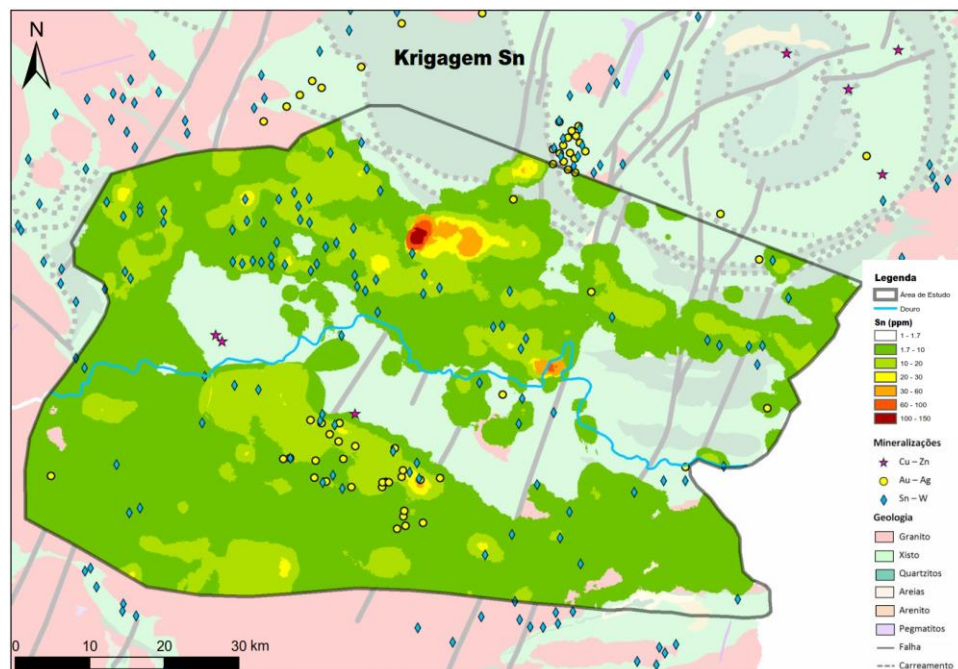 N
Krigagem Sn
Legenda
Área de Estudo
Douro
Sn (ppm)
1 - 1.7
1.7 - 10
10 - 20
20 - 30
30 - 60
60 - 100
100 - 150
Mineralizações
Cu – Zn
Au – Ag
Sn – W
Geologia
Granito
Xisto
Quartzitos
Areias
Arenito
Pegmatitos
Falha
Carreamento
0 10 20 30 km